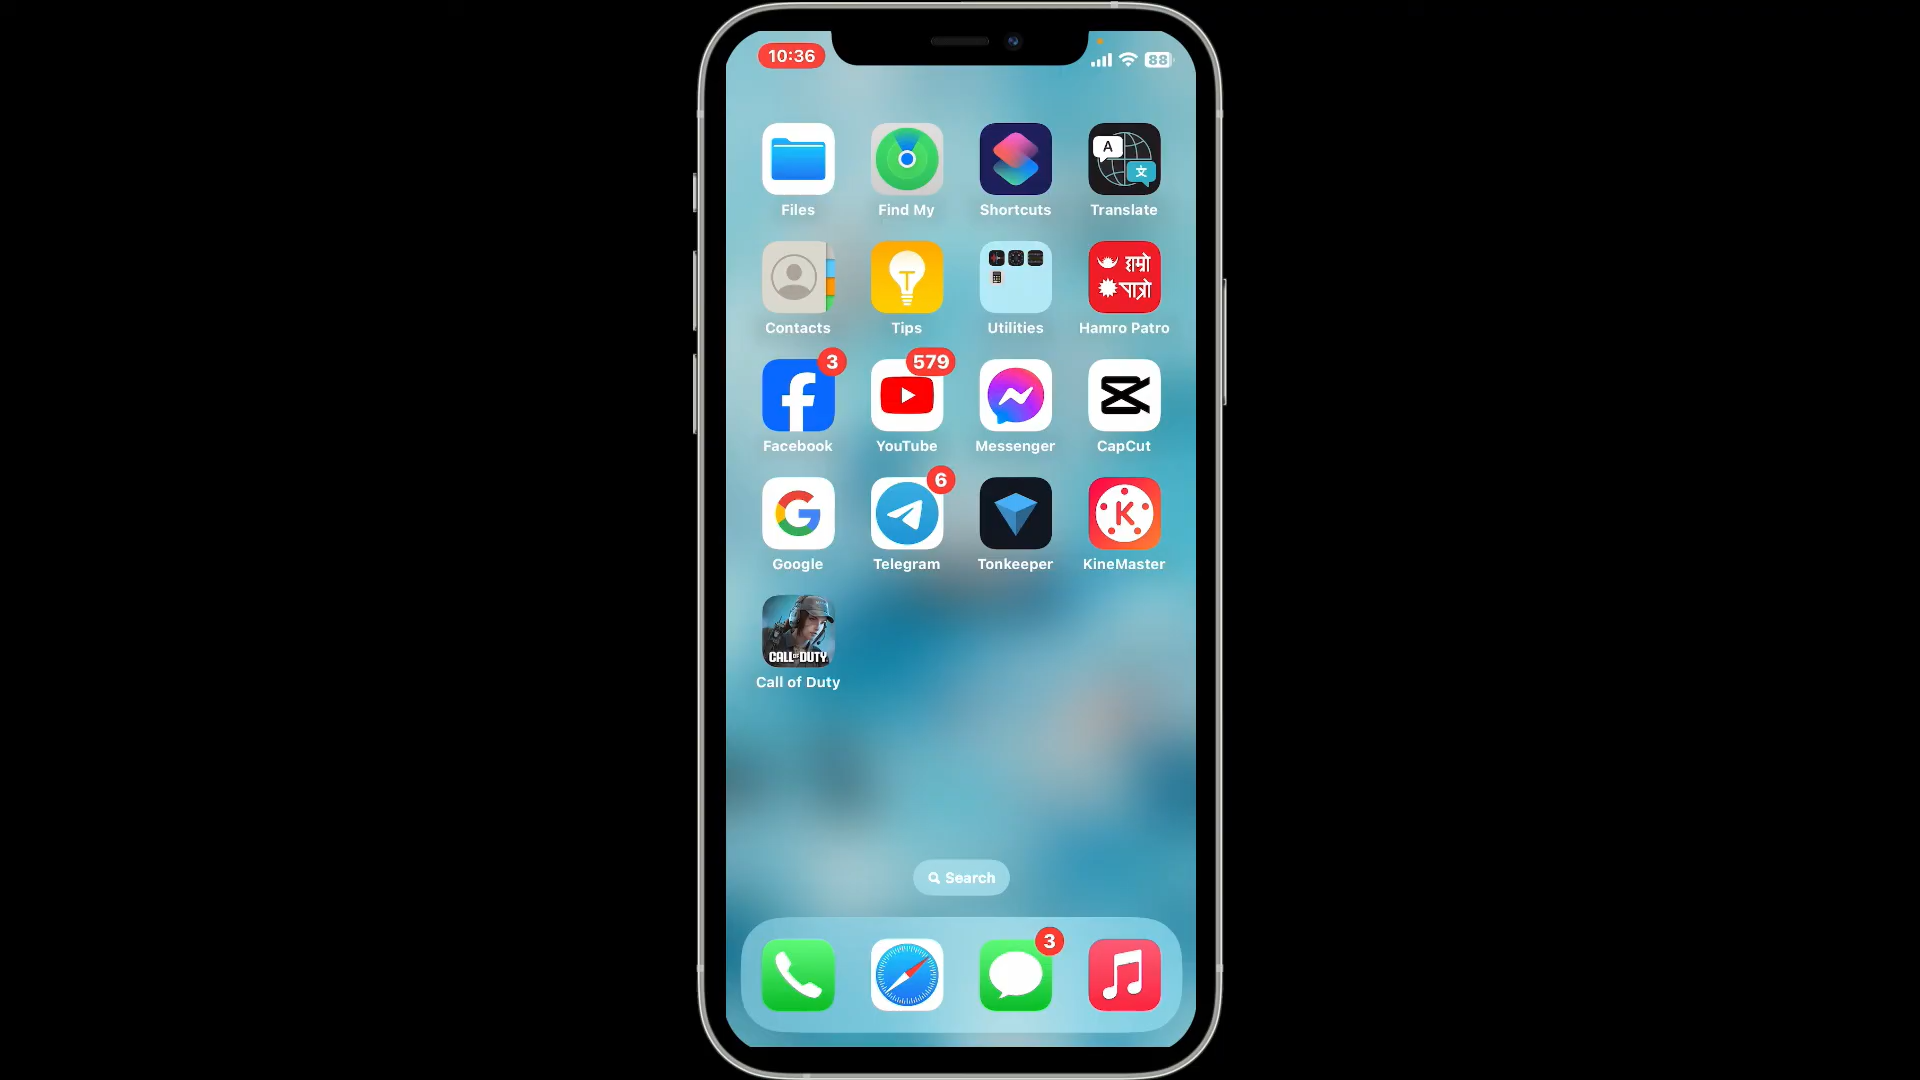 10:36
88
A
文
Files
Find My
Shortcuts
Translate
हाम्रो
पात्रो
Contacts
Tips
Utilities
Hamro Patro
3
579
Facebook
YouTube
Messenger
CapCut
6
K
Google
Telegram
Tonkeeper
KineMaster
CALL OF DUTY
Call of Duty
Search
3